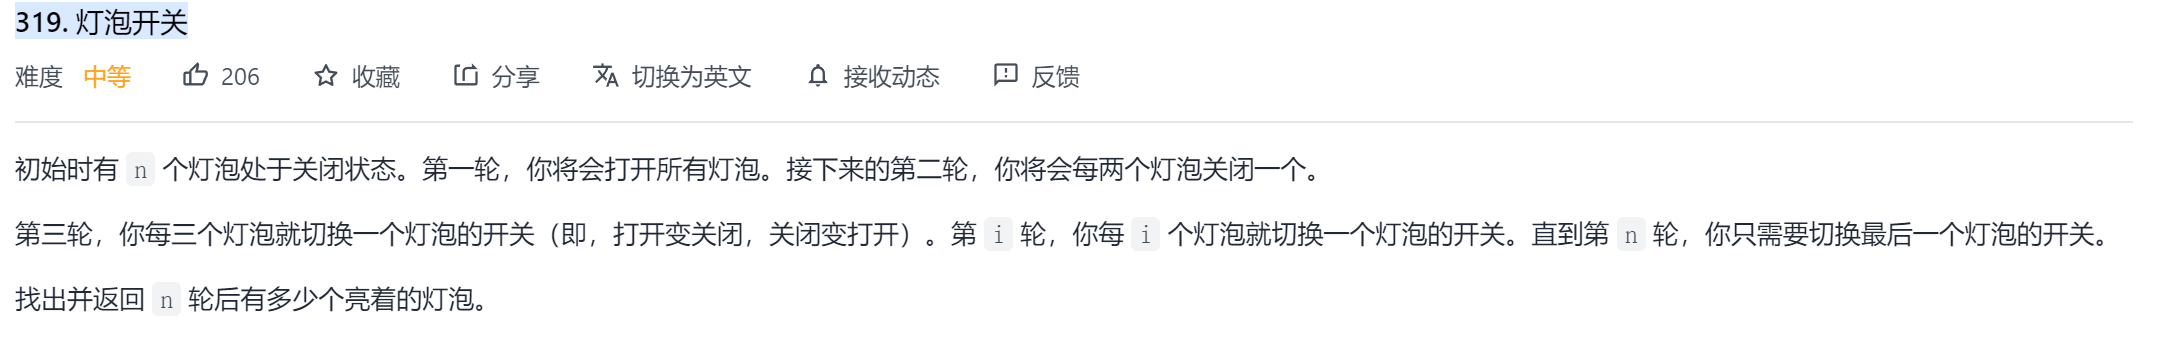 319. 灯泡开关
难度 中等 206 收藏 分享 切换为英文 接收动态 反馈
初始时有 n 个灯泡处于关闭状态。第一轮，你将会打开所有灯泡。接下来的第二轮，你将会每两个灯泡关闭一个。
第三轮，你每三个灯泡就切换一个灯泡的开关（即，打开变关闭，关闭变打开）。第 i 轮，你每 i 个灯泡就切换一个灯泡的开关。直到第 n 轮，你只需要切换最后一个灯泡的开关。
找出并返回 n 轮后有多少个亮着的灯泡。